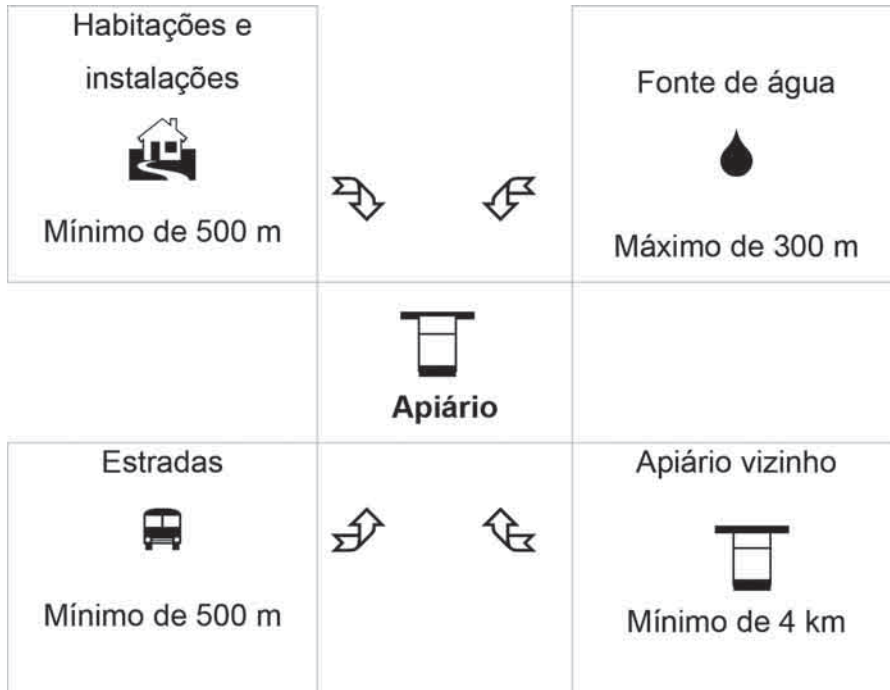 Habitações e
instalações
Mínimo de 500 m
Fonte de água
Máximo de 300 m
Apiário
Estradas
Mínimo de 500 m
Apiário vizinho
Mínimo de 4 km